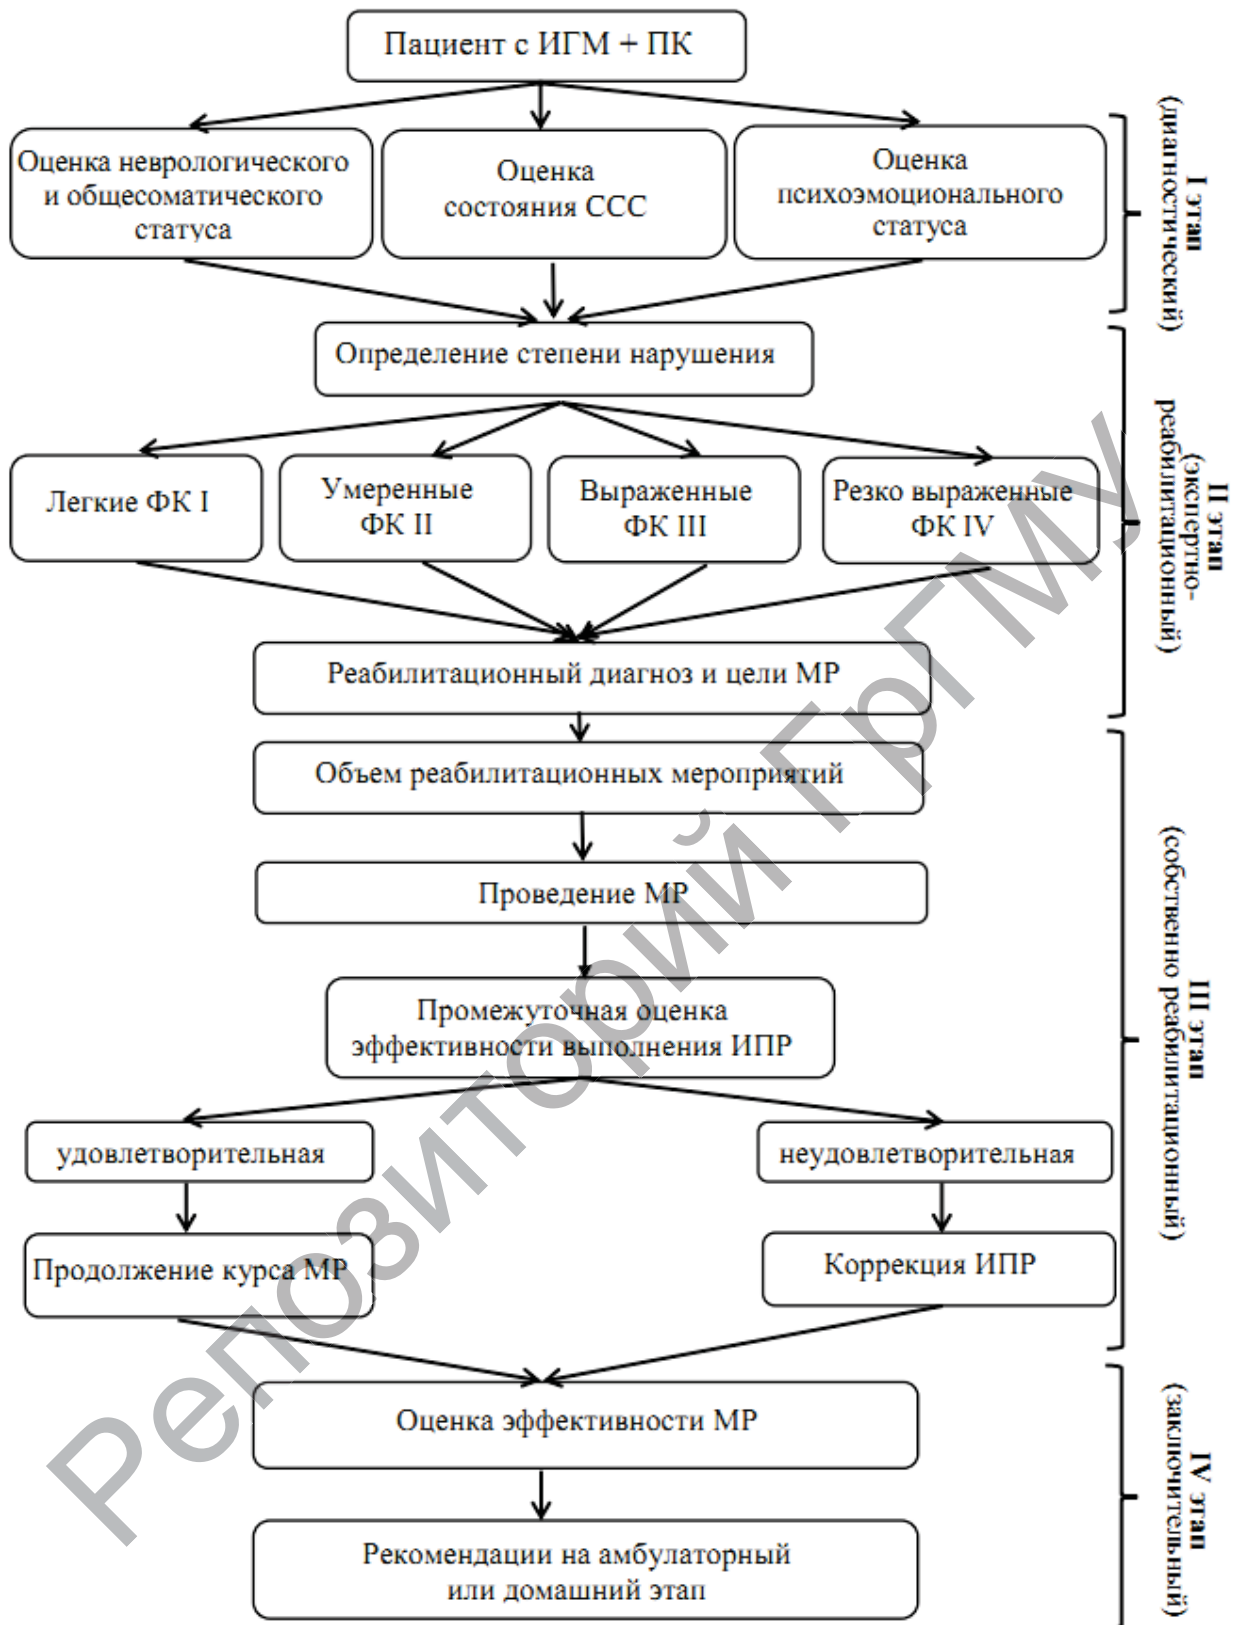 Пациент с ИГМ + ПК
Оценка неврологического
и общесоматического
статуса
Оценка
состояния ССС
Оценка
психоэмоционального
статуса
I этап
(диагностический)
Определение степени нарушения
Легкие ФК I
Умеренные
ФК II
Выраженные
ФК III
Резко выраженные
ФК IV
II этап
(экспертно-
реабилитационный)
Реабилитационный диагноз и цели МР
Объем реабилитационных мероприятий
Проведение МР
Промежуточная оценка
эффективности выполнения ИПР
удовлетворительная
неудовлетворительная
Продолжение курса МР
Коррекция ИПР
III этап
(собственно реабилитационный)
Оценка эффективности МР
Рекомендации на амбулаторный
или домашний этап
IV этап
(заключительный)
Репозиторий ГрГМУ